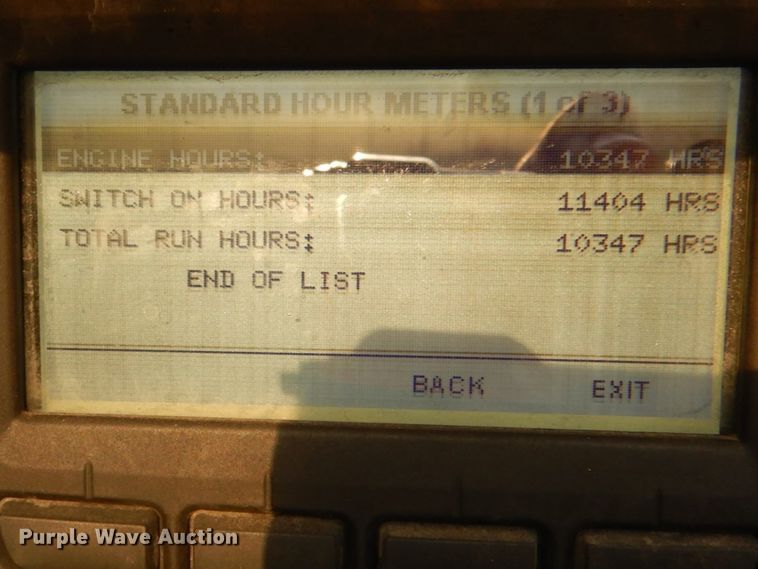 STANDARD HOUR METERS (1 of 3)
ENGINE HOURS: 10347 HRS
SWITCH ON HOURS: 11404 HRS
TOTAL RUN HOURS: 10347 HRS
END OF LIST
BACK EXIT
Purple Wave Auction